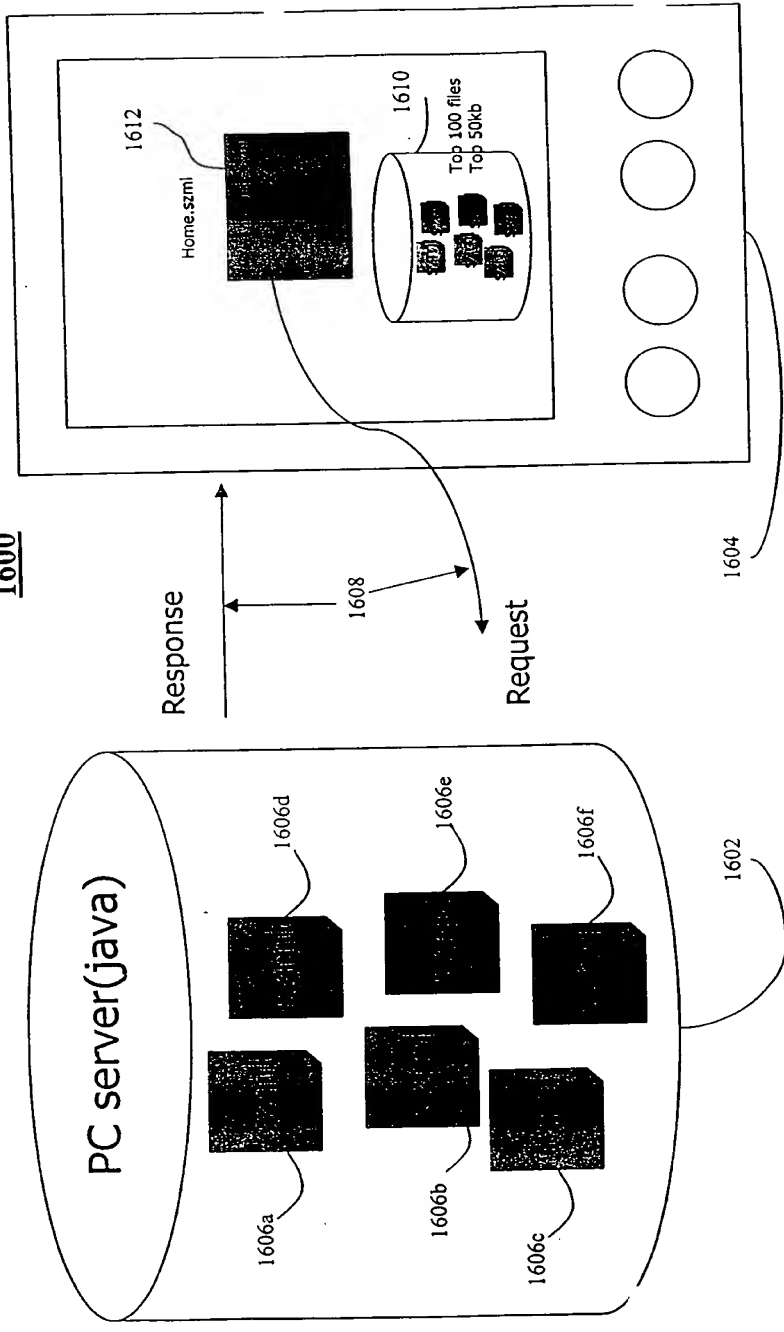 1600
PC server(java)
1606a
1606b
1606c
1606d
1606e
1606f
1602
Response
1608
Request
Home.szml
1612
1610
Top 100 files
Top 50kb
1604